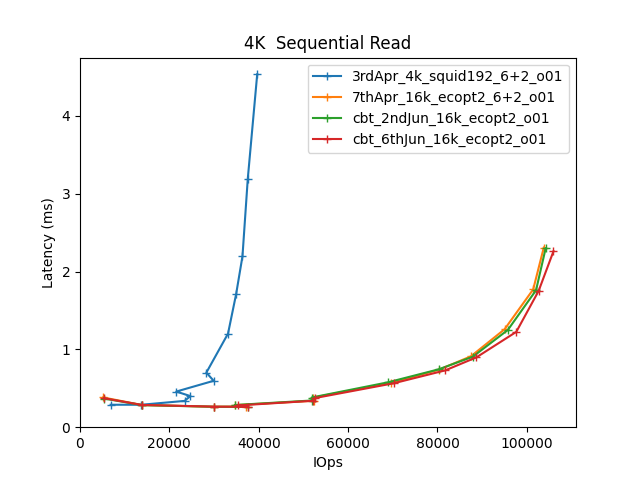 4K  Sequential Read
3rdApr_4k_squid192_6+2_o01
7thApr_16k_ecopt2_6+2_o01
cbt_2ndJun_16k_ecopt2_o01
cbt_6thJun_16k_ecopt2_o01
Latency (ms)
4
3
2
1
0
0 20000 40000 60000 80000 100000
IOps